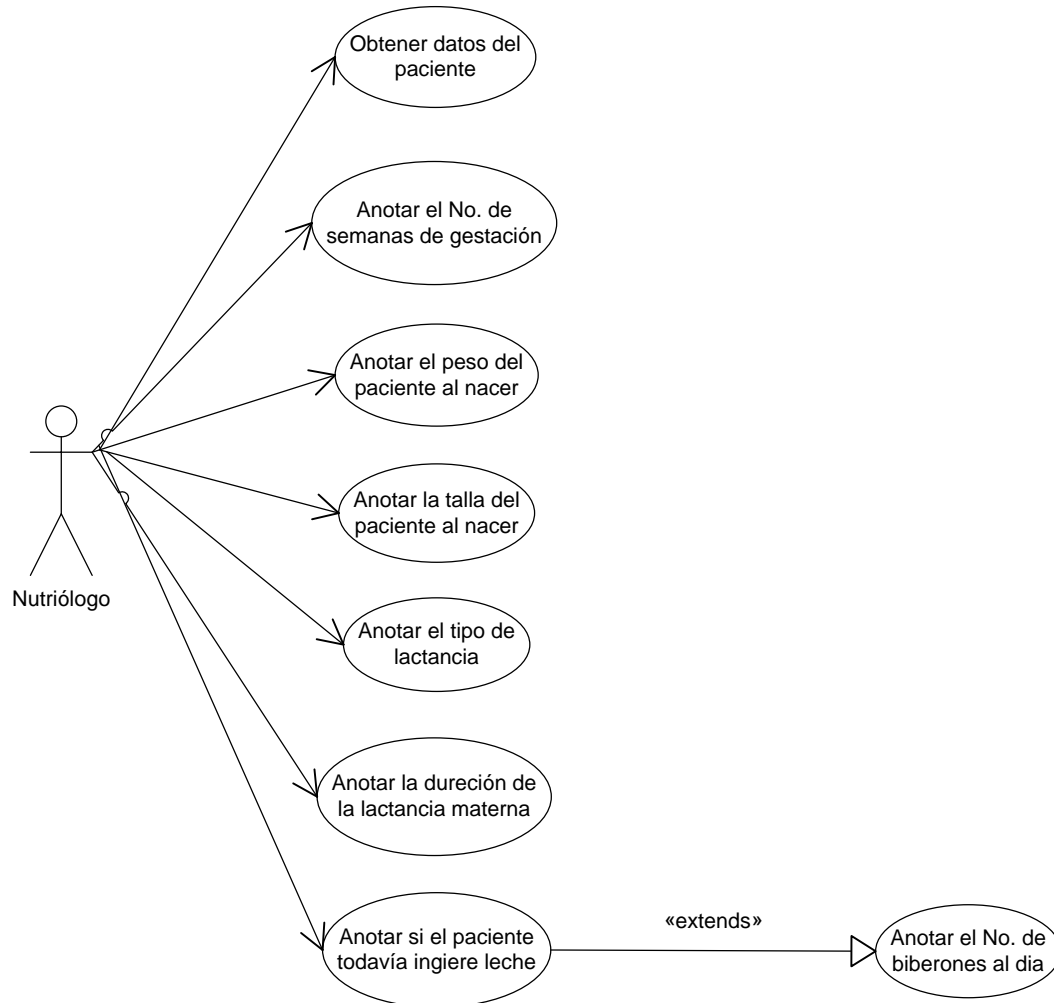 Obtener datos del
paciente
Anotar el No. de
semanas de gestación
Anotar el peso del
paciente al nacer
Anotar la talla del
paciente al nacer
Nutriólogo
Anotar el tipo de
lactancia
Anotar la dureción de
la lactancia materna
Anotar si el paciente
todavía ingiere leche
«extends»
Anotar el No. de
biberones al dia